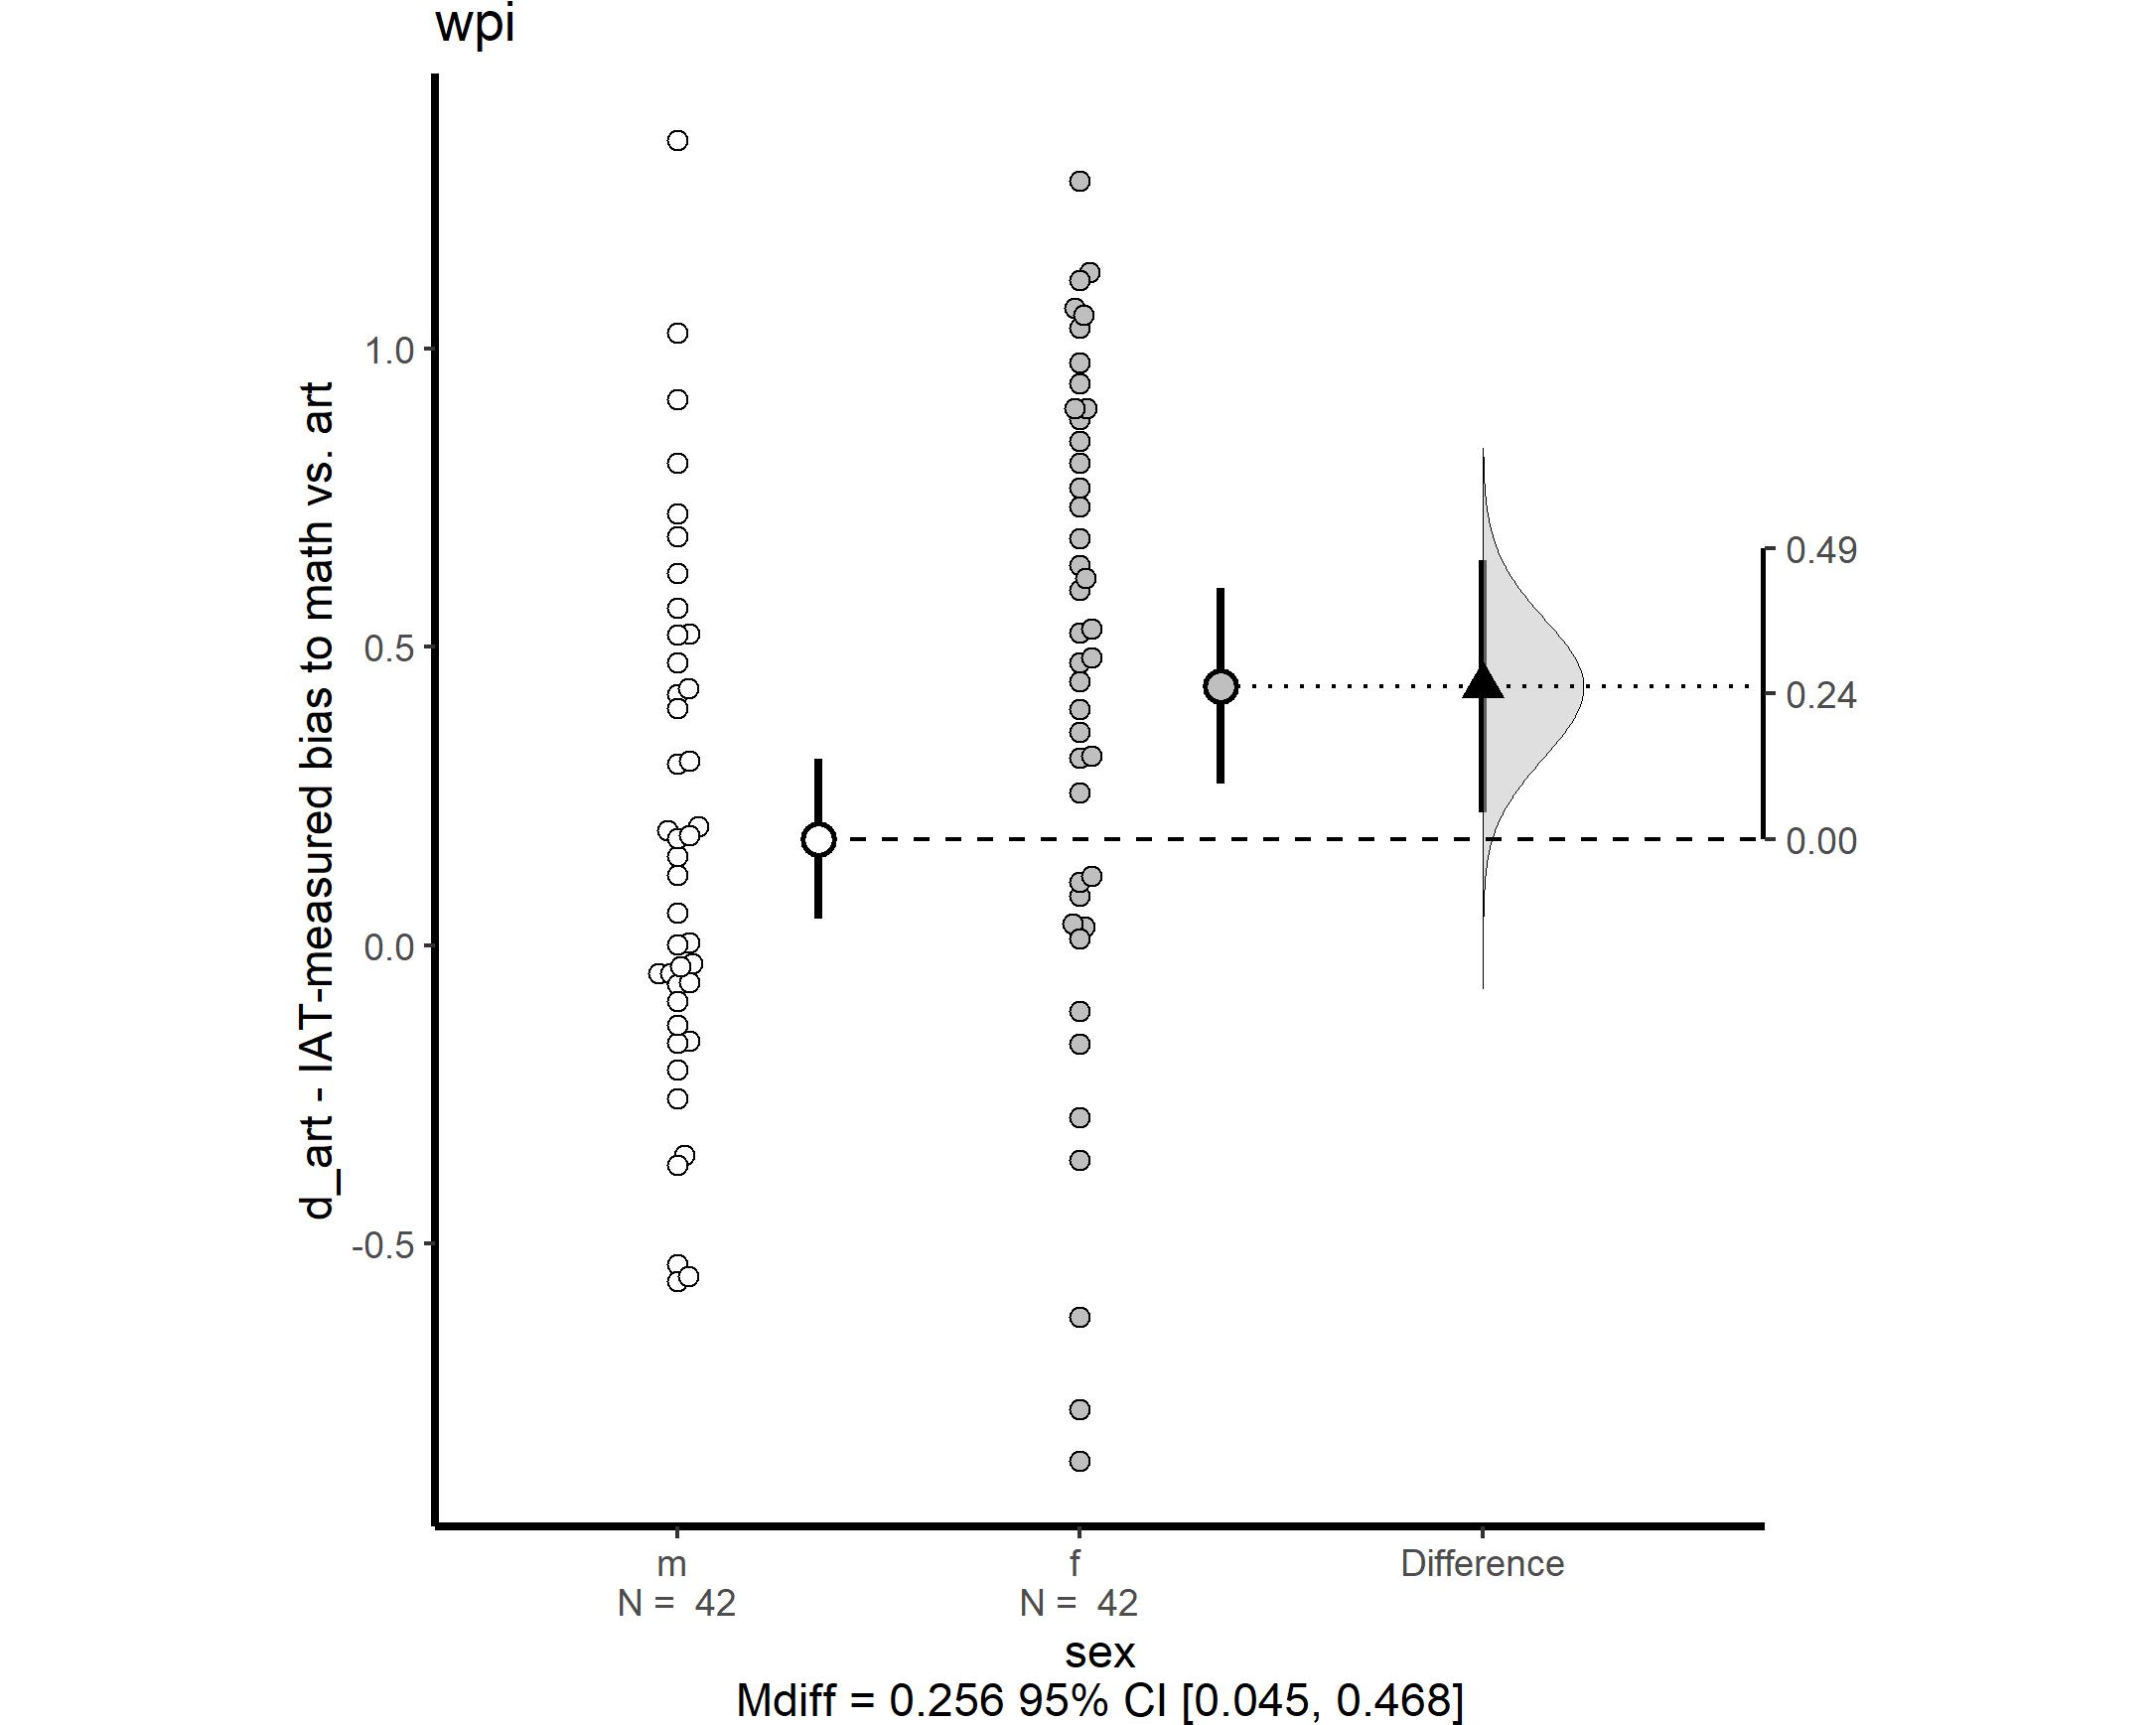 wpi
d_art - IAT-measured bias to math vs. art
1.0
0.5
0.0
-0.5
0.49
0.24
0.00
m
N =  42
f
N =  42
Difference
sex
Mdiff = 0.256 95% CI [0.045, 0.468]